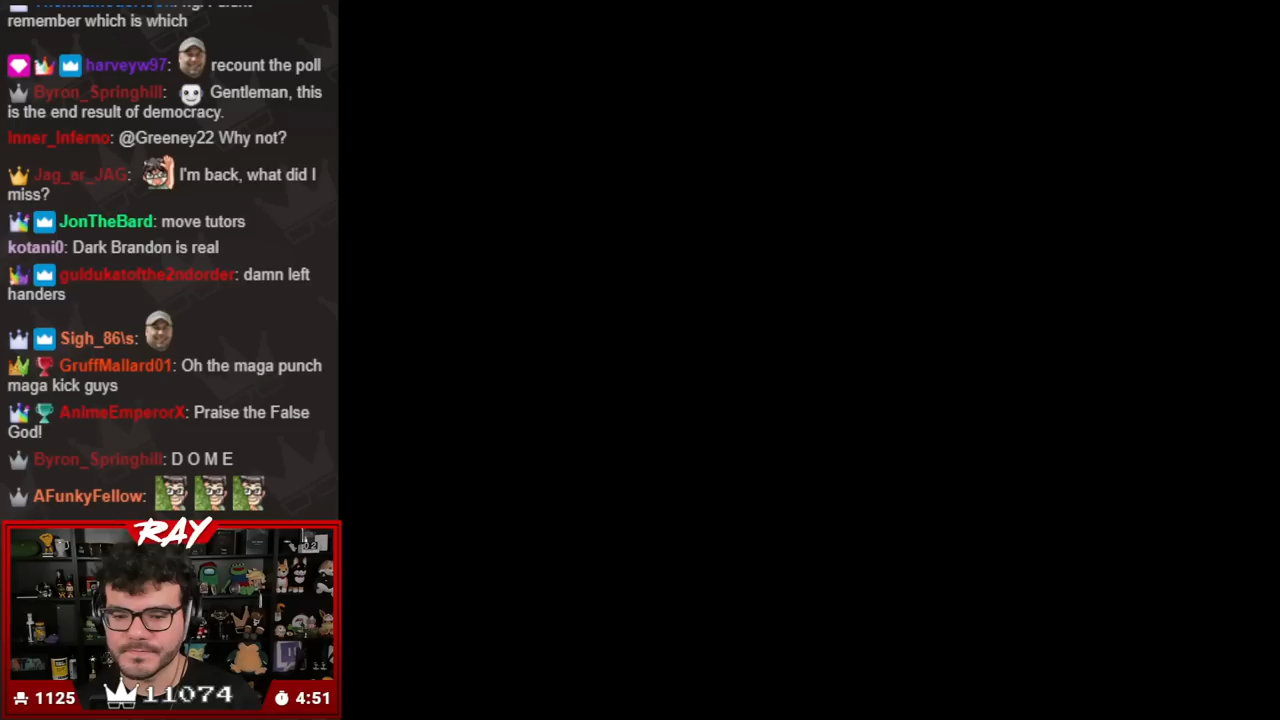 remember which is which
harveyw97: recount the poll
Byron_Springhill: Gentleman, this
is the end result of democracy.
Inner_Inferno: @Greeney22 Why not?
Jag_ar_JAG: I'm back, what did I
miss?
JonTheBard: move tutors
kotani0: Dark Brandon is real
guldukatofthe2ndorder: damn left
handers
Sigh_86\s:
GruffMallard01: Oh the maga punch
maga kick guys
AnimeEmperorX: Praise the False
God!
Byron_Springhill: D O M E
AFunkyFellow:
RAY
1125
11074
4:51